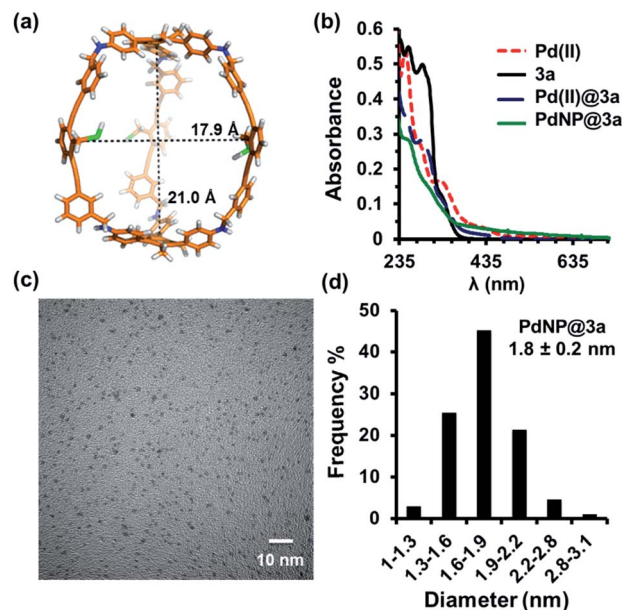 (a)
17.9 Å
21.0 Å
(b)
Absorbance
0.6
0.5
0.4
0.3
0.2
0.1
0
235
435
635
λ (nm)
Pd(II)
3a
Pd(II)@3a
PdNP@3a
(c)
10 nm
(d)
Frequency %
50
40
30
20
10
0
PdNP@3a
1.8 ± 0.2 nm
1-1.3
1.3-1.6
1.6-1.9
1.9-2.2
2.2-2.8
2.8-3.1
Diameter (nm)